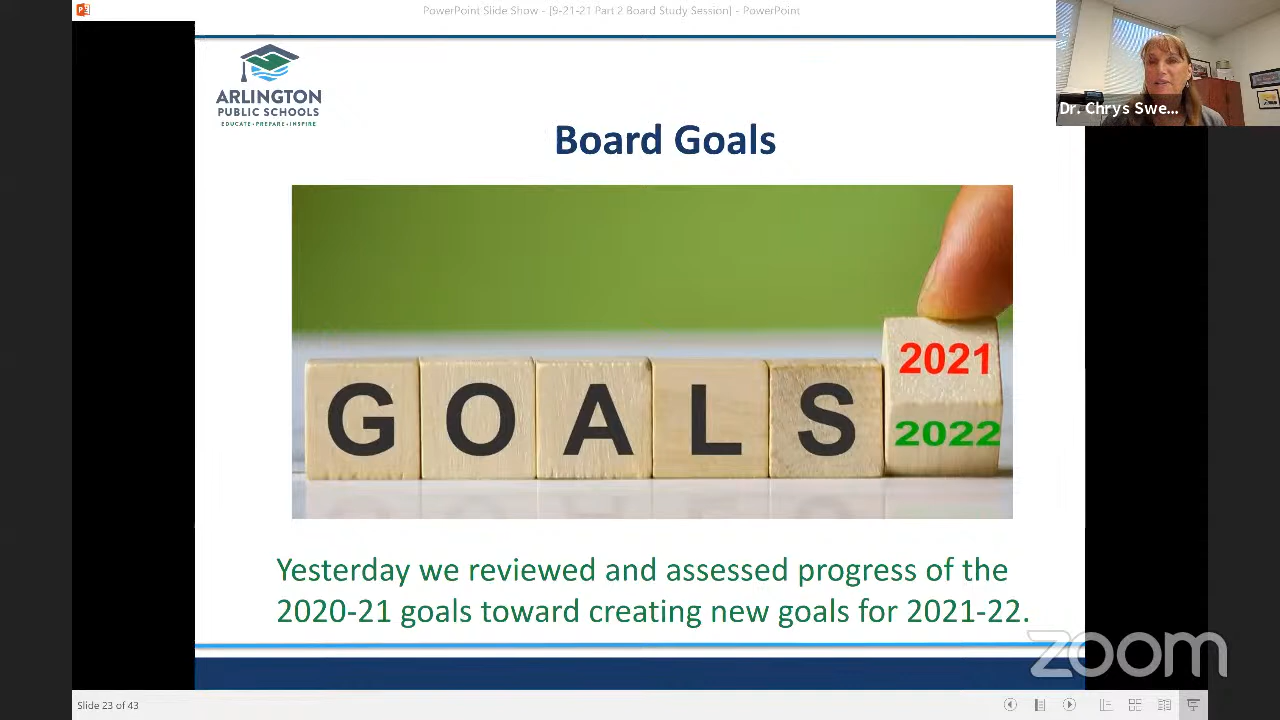 PowerPoint Slide Show - [9-21-21 Part 2 Board Study Session] - PowerPoint
ARLINGTON
PUBLIC SCHOOLS
EDUCATE • PREPARE • INSPIRE
Dr. Chrys Swe...
Board Goals
2021
GOALS
2022
Yesterday we reviewed and assessed progress of the
2020-21 goals toward creating new goals for 2021-22.
zoom
Slide 23 of 43